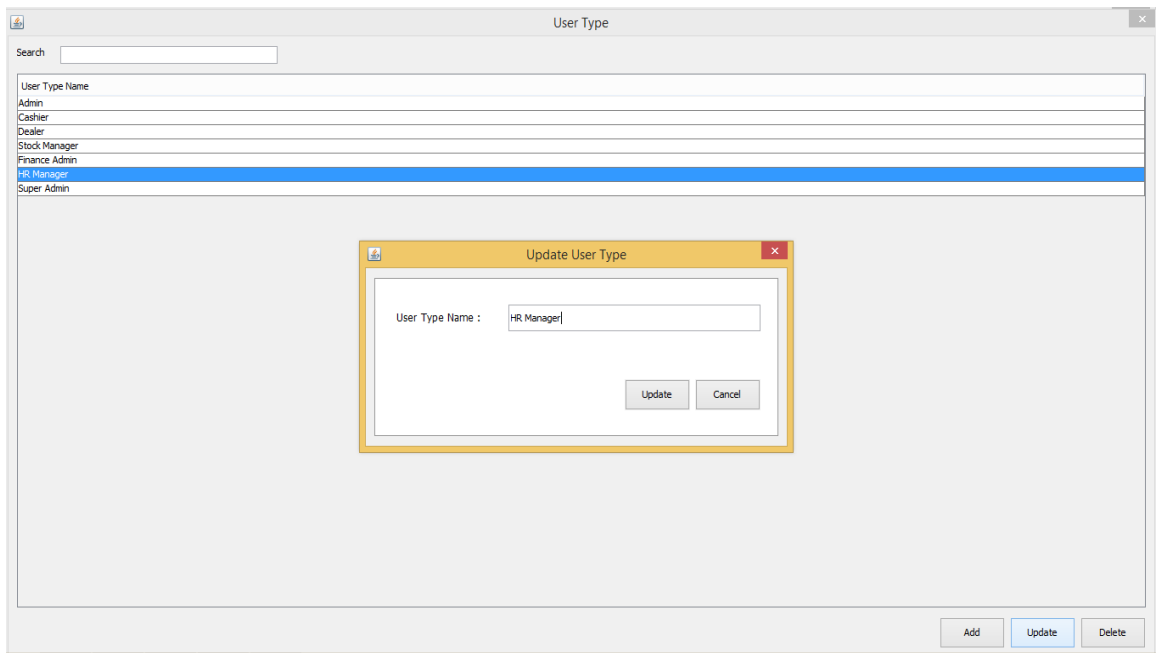 User Type
Search
User Type Name
Admin
Cashier
Dealer
Stock Manager
Finance Admin
HR Manager
Super Admin
Update User Type
User Type Name :
HR Manager
Update
Cancel
Add
Update
Delete